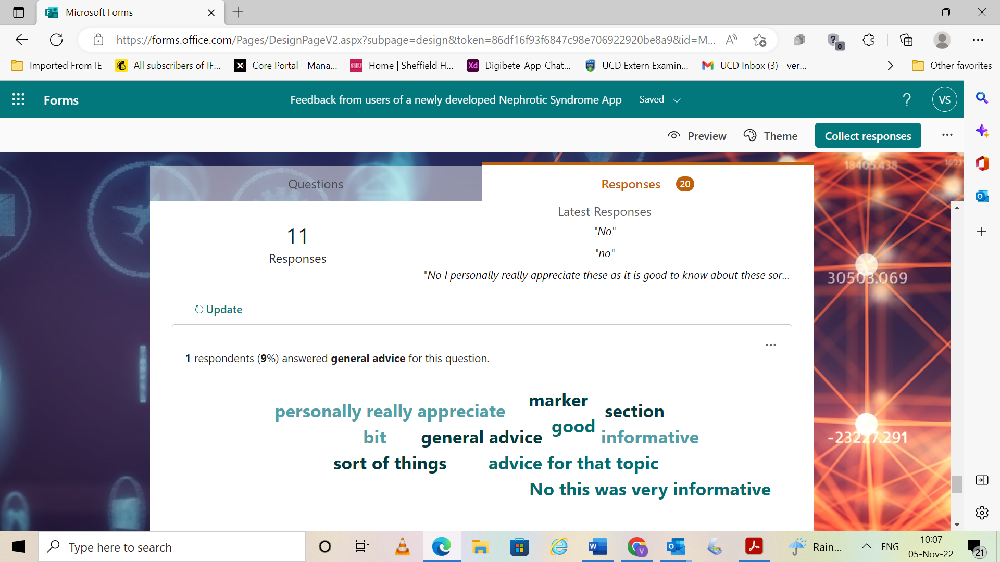 Microsoft Forms
https://forms.office.com/Pages/DesignPageV2.aspx?subpage=design&token=86df16f93f6847c98e706922920be8a9&id=M...
0
Imported From IE
All subscribers of IF...
Core Portal - Mana...
SHU
Home | Sheffield H...
Xd
Digibete-App-Chat...
UCD Extern Examin...
UCD Inbox (3) - ver...
Other favorites
Forms
Feedback from users of a newly developed Nephrotic Syndrome App - Saved
?
VS
Preview
Theme
Collect responses
Questions
Responses 20
18405.438
Latest Responses
11
Responses
"No"
"no"
"No I personally really appreciate these as it is good to know about these sor...
30503.069
Update
1 respondents (9%) answered general advice for this question.
marker
personally really appreciate
section
good
bit
general advice
informative
-23227.291
sort of things
advice for that topic
No this was very informative
Type here to search
Rain...
ENG
10:07
05-Nov-22
21